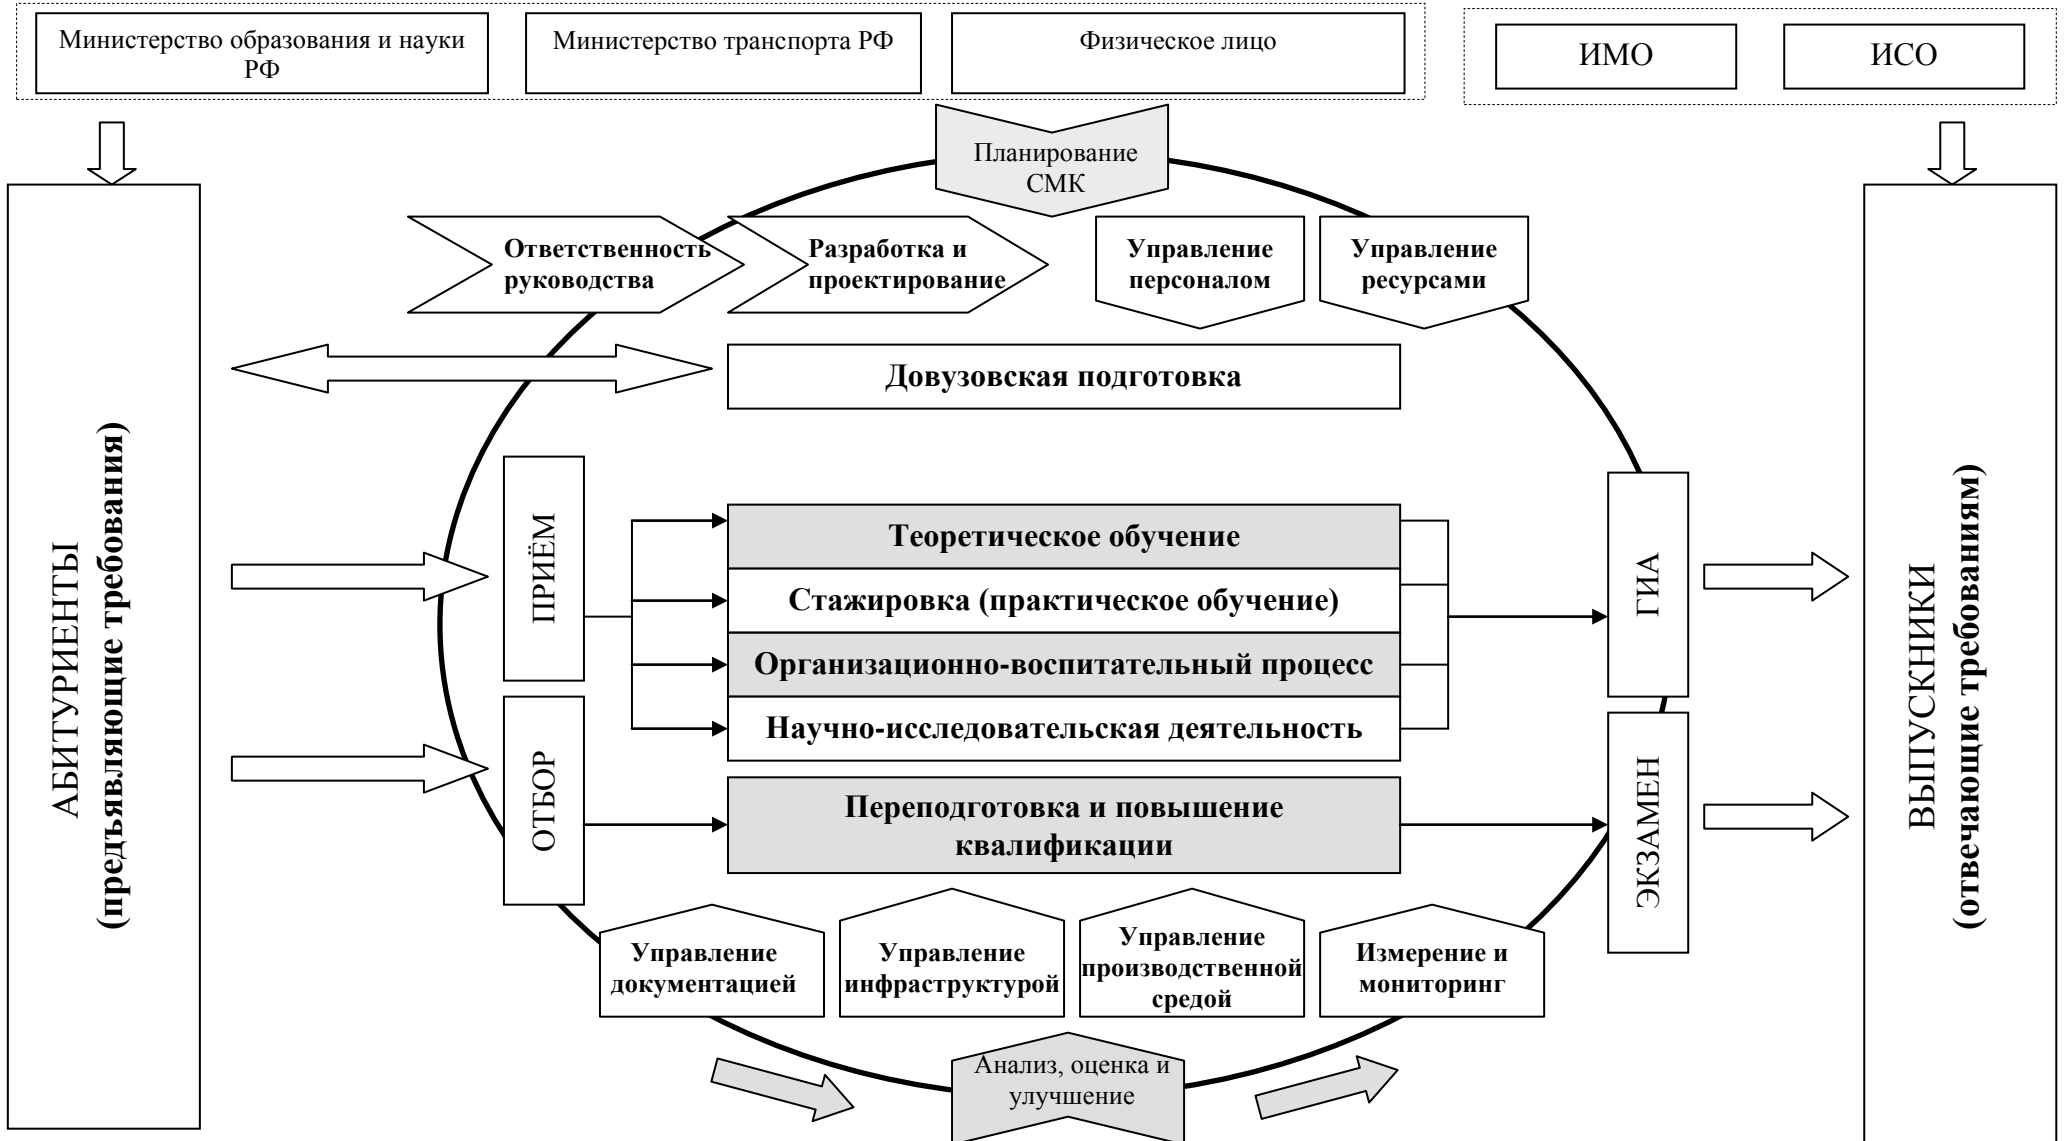 Министерство образования и науки
РФ
Министерство транспорта РФ
Физическое лицо
ИМО
ИСО
Планирование
СМК
Ответственность
руководства
Разработка и
проектирование
Управление
персоналом
Управление
ресурсами
Довузовская подготовка
АБИТУРИЕНТЫ
(предъявляющие требования)
ПРИЁМ
ОТБОР
Теоретическое обучение
Стажировка (практическое обучение)
Организационно-воспитательный процесс
Научно-исследовательская деятельность
Переподготовка и повышение
квалификации
ГИА
ЭКЗАМЕН
ВЫПУСКНИКИ
(отвечающие требованиям)
Управление
документацией
Управление
инфраструктурой
Управление
производственной
средой
Измерение и
мониторинг
Анализ, оценка и
улучшение